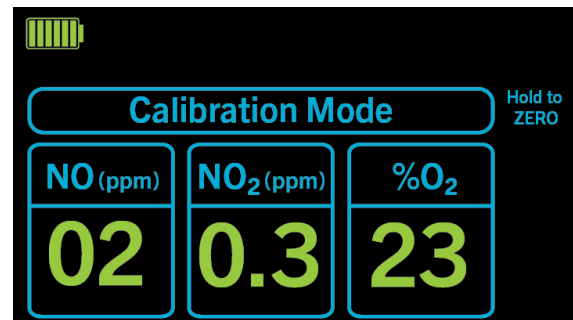 Calibration Mode
Hold to
ZERO
NO (ppm)
NO₂ (ppm)
%O₂
02
0.3
23